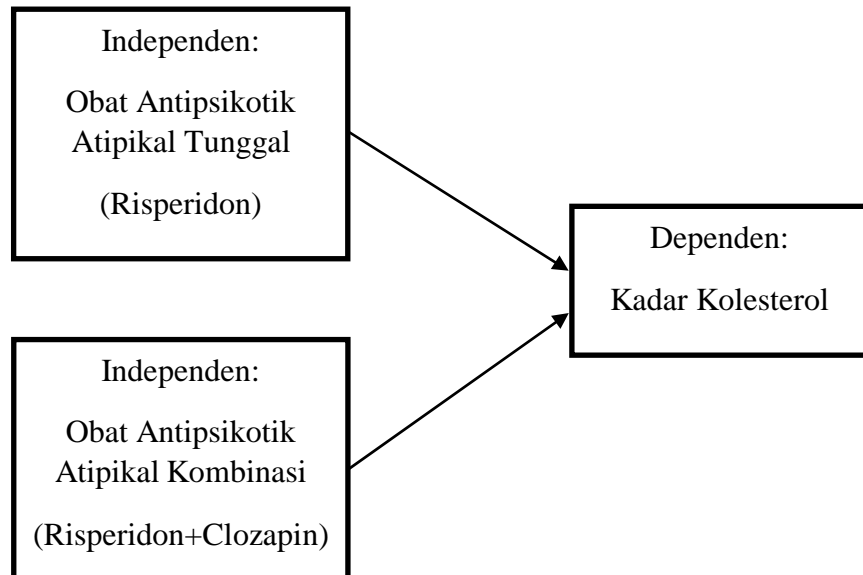 Independen:
Obat Antipsikotik
Atipikal Tunggal
(Risperidon)
Dependen:
Kadar Kolesterol
Independen:
Obat Antipsikotik
Atipikal Kombinasi
(Risperidon+Clozapin)